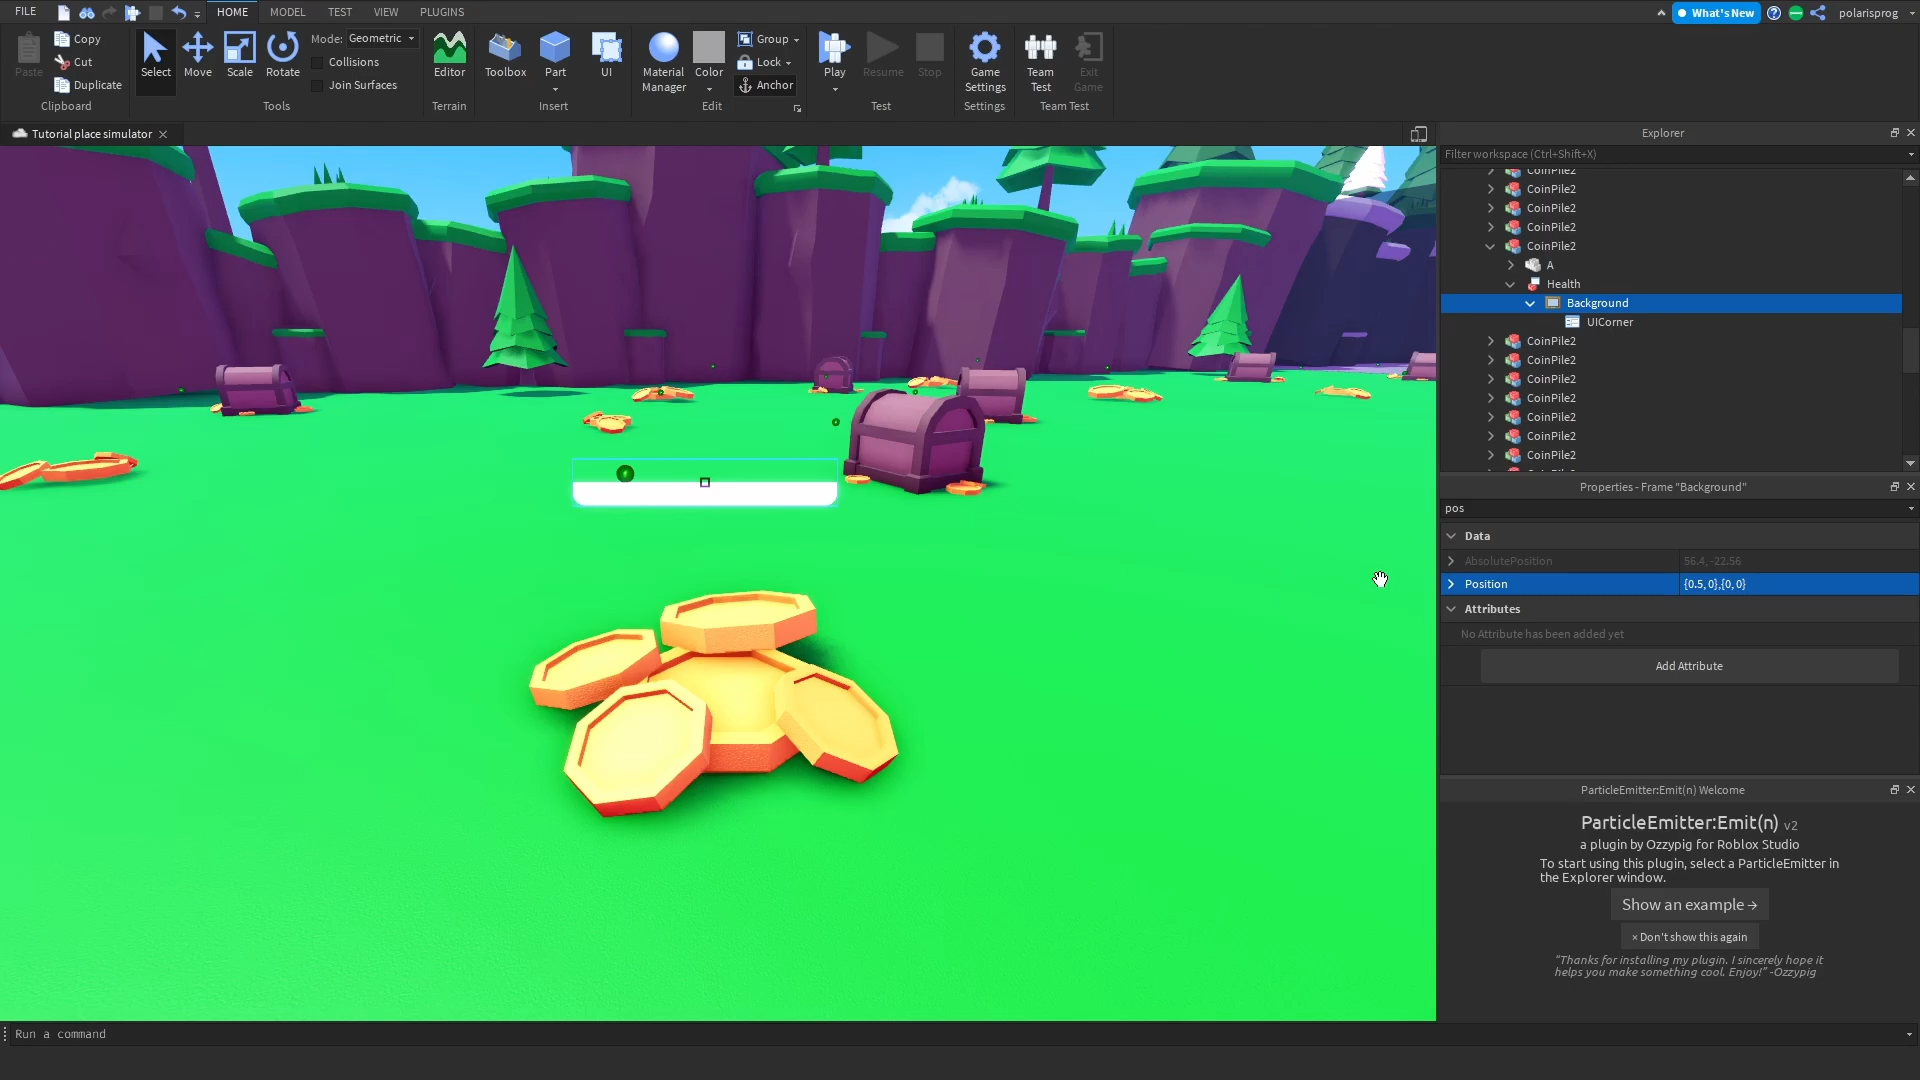 FILE
HOME
MODEL
TEST
VIEW
PLUGINS
What's New
polarisprog
Paste
Copy
Cut
Duplicate
Clipboard
Select
Move
Scale
Rotate
Mode: Geometric
Collisions
Join Surfaces
Tools
Editor
Terrain
Toolbox
Part
UI
Insert
Material
Manager
Color
Group
Lock
Anchor
Edit
Play
Resume
Stop
Test
Game
Settings
Settings
Team
Test
Exit
Game
Team Test
Tutorial place simulator
Explorer
Filter workspace (Ctrl+Shift+X)
CoinPile2
CoinPile2
CoinPile2
CoinPile2
CoinPile2
A
Health
Background
UICorner
CoinPile2
CoinPile2
CoinPile2
CoinPile2
CoinPile2
CoinPile2
CoinPile2
Properties - Frame "Background"
pos
Data
AbsolutePosition 56.4, -22.56
Position {0.5, 0},{0, 0}
Attributes
No Attribute has been added yet
Add Attribute
ParticleEmitter:Emit(n) Welcome
ParticleEmitter:Emit(n) v2
a plugin by Ozzypig for Roblox Studio
To start using this plugin, select a ParticleEmitter in
the Explorer window.
Show an example →
× Don't show this again
"Thanks for installing my plugin. I sincerely hope it
helps you make something cool. Enjoy!" -Ozzypig
Run a command